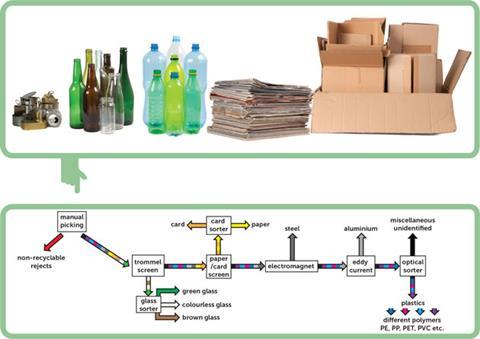 manual
picking
non-recyclable
rejects
trommel
screen
glass
sorter
green glass
colourless glass
brown glass
card
card
sorter
paper
paper
/card
screen
steel
electromagnet
aluminium
eddy
current
miscellaneous
unidentified
optical
sorter
plastics
different polymers
PE, PP, PET, PVC etc.